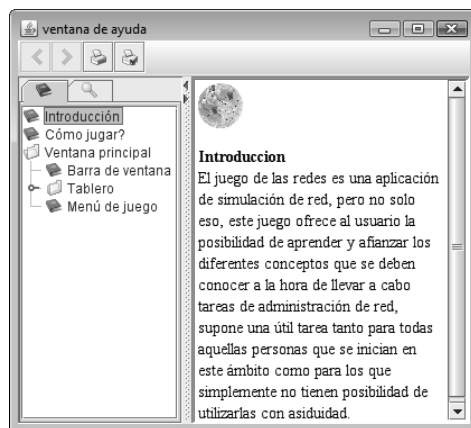 ventana de ayuda
Introducción
Cómo jugar?
Ventana principal
Barra de ventana
Tablero
Menú de juego
Introduccion
El juego de las redes es una aplicación
de simulación de red, pero no solo
eso, este juego ofrece al usuario la
posibilidad de aprender y afianzar los
diferentes conceptos que se deben
conocer a la hora de llevar a cabo
tareas de administración de red,
supone una útil tarea tanto para todas
aquellas personas que se inician en
este ámbito como para los que
simplemente no tienen posibilidad de
utilizarlas con asiduidad.